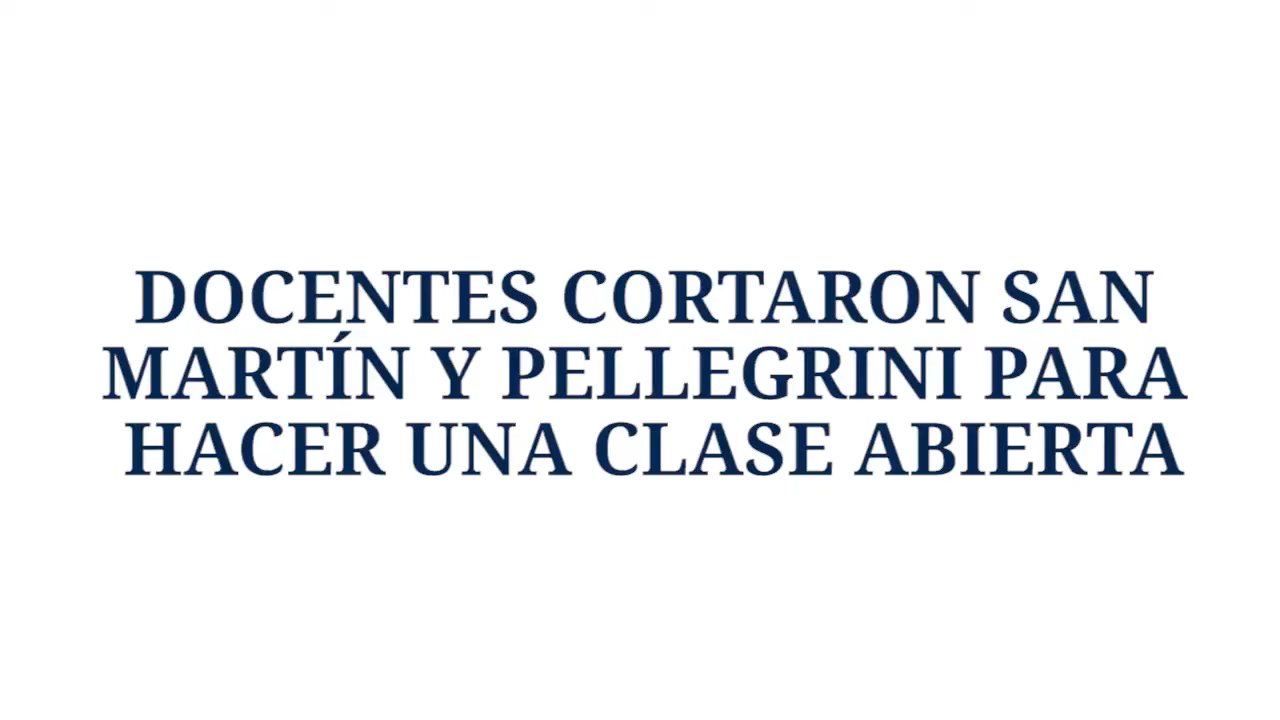 DOCENTES CORTARON SAN
MARTÍN Y PELLEGRINI PARA
HACER UNA CLASE ABIERTA